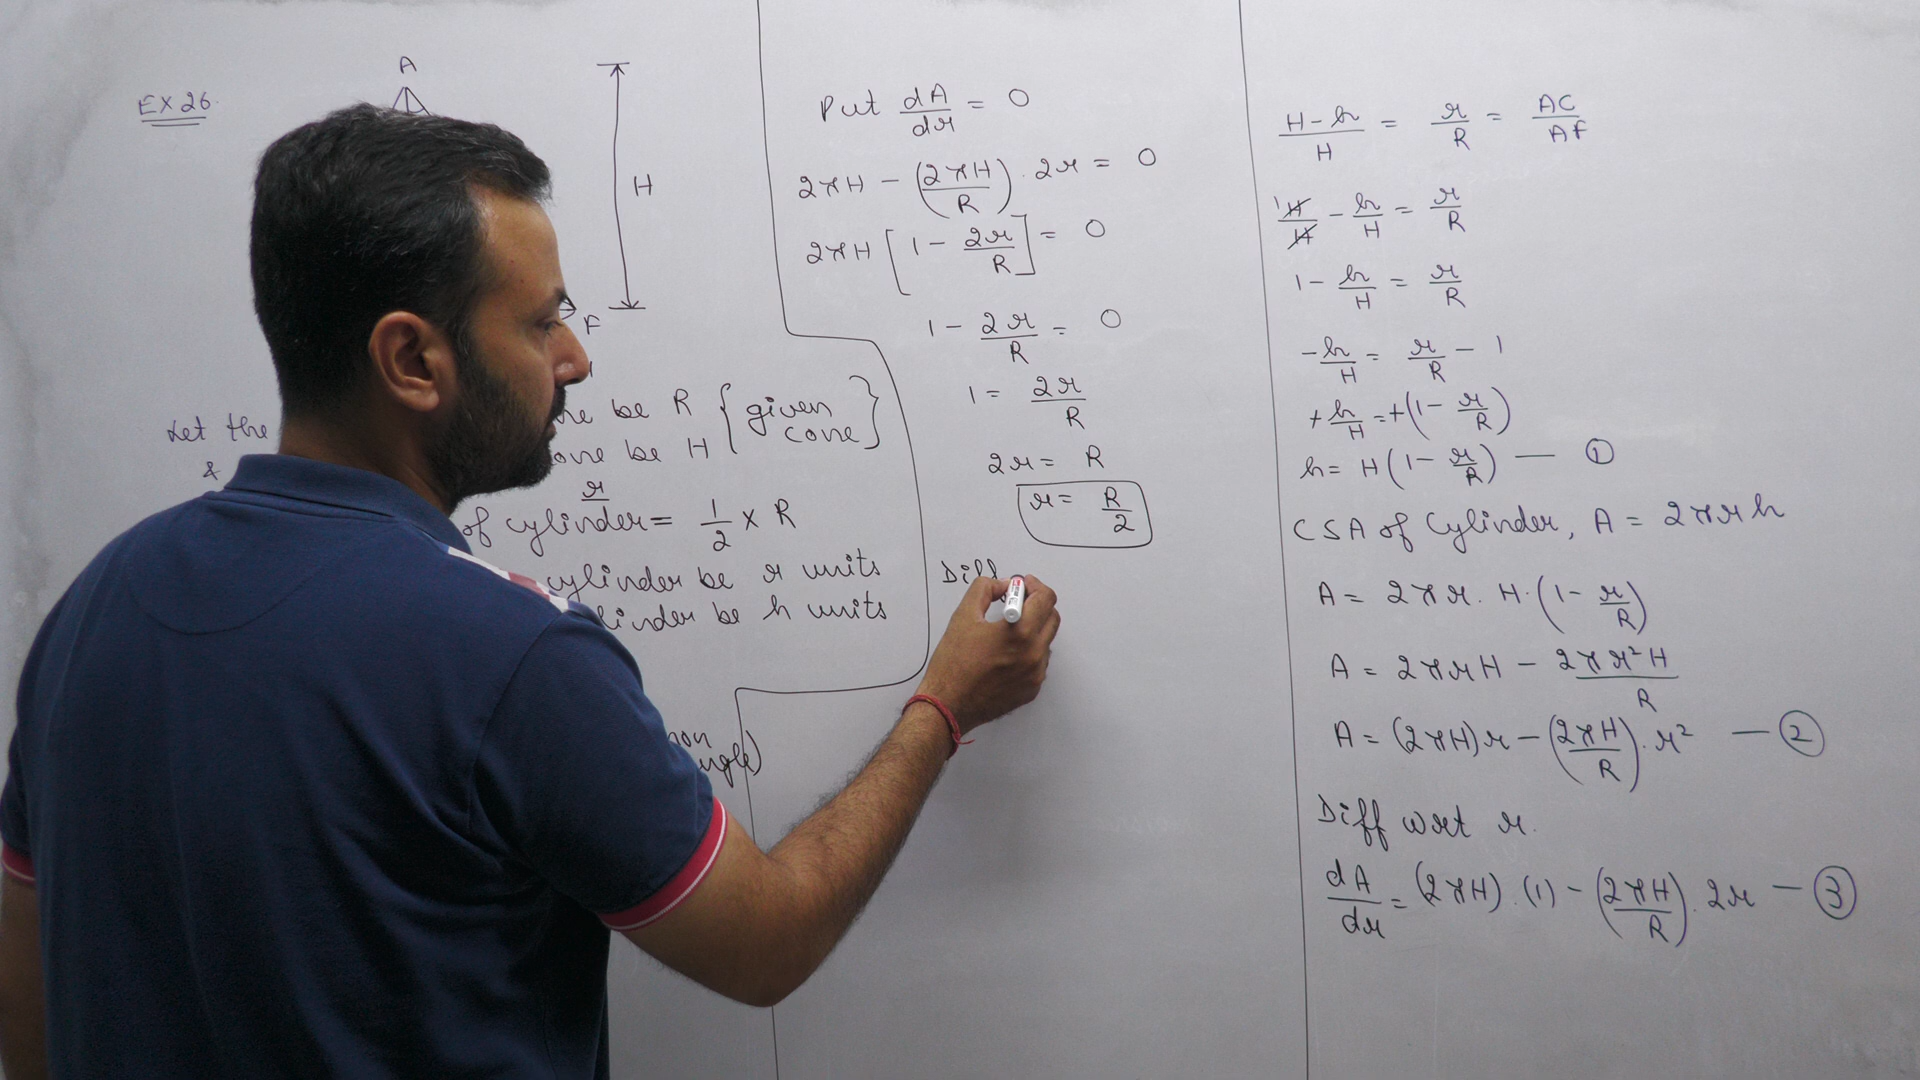 EX 26.
A
H
F
Let the
be R { given
cone }
&
be H
r
of cylinder = 1/2 × R
cylinder be r units
be h units
Put dA/dr = 0
2πH - (2πH/R) . 2r = 0
2πH [1 - 2r/R] = 0
1 - 2r/R = 0
1 = 2r/R
2r = R
r = R/2
Diff
H-h/H = r/R = AC/AF
1 H/H - h/H = r/R
1 - h/H = r/R
-h/H = r/R - 1
+h/H = +(1 - r/R)
h = H(1 - r/R) — ①
CSA of Cylinder, A = 2πrh
A = 2πr . H . (1 - r/R)
A = 2πrH - 2πr²H/R
A = (2πH)r - (2πH/R) . r² — ②
Diff wrt r.
dA/dr = (2πH) . (1) - (2πH/R) . 2r — ③